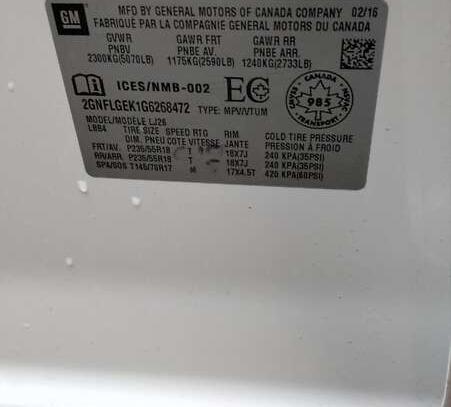 GM
MFD BY GENERAL MOTORS OF CANADA COMPANY 02/16
FABRIQUÉ PAR LA COMPAGNIE GENERAL MOTORS DU CANADA
GVWR GAWR FRT GAWR RR
PNBV PNBE AV. PNBE ARR.
2300KG(5070LB) 1175KG(2590LB) 1240KG(2733LB)
ICES/NMB-002 EC
CANADA
985
2GNFLGEK1G6268472 TYPE: MPV/VTUM
MODEL/MODÈLE LJ26
LBB4 TIRE SIZE SPEED RTG RIM COLD TIRE PRESSURE
DIM. PNEU COTE VITESSE JANTE PRESSION À FROID
FRT/AV. P235/55R18 T 18X7J 240 KPA(35PSI)
RR/ARR. P235/55R18 T 18X7J 240 KPA(35PSI)
SPA/SOS T145/70R17 M 17X4.5T 420 KPA(60PSI)